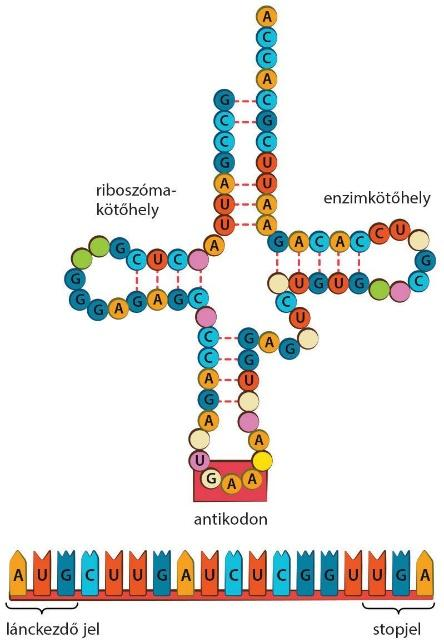 A
C
C
A
G C
C G
C C
G U
A U
U A
U A
riboszóma-
kötőhely
enzimkötőhely
G C U C A
G A C A C C U
G
G
G G A G A G C
U G U G C
C
U
C G A G
C G
A U
G
A
A
U
G A A
antikodon
A U G C U U G A U C U C G G U U G A
lánckezdő jel stopjel